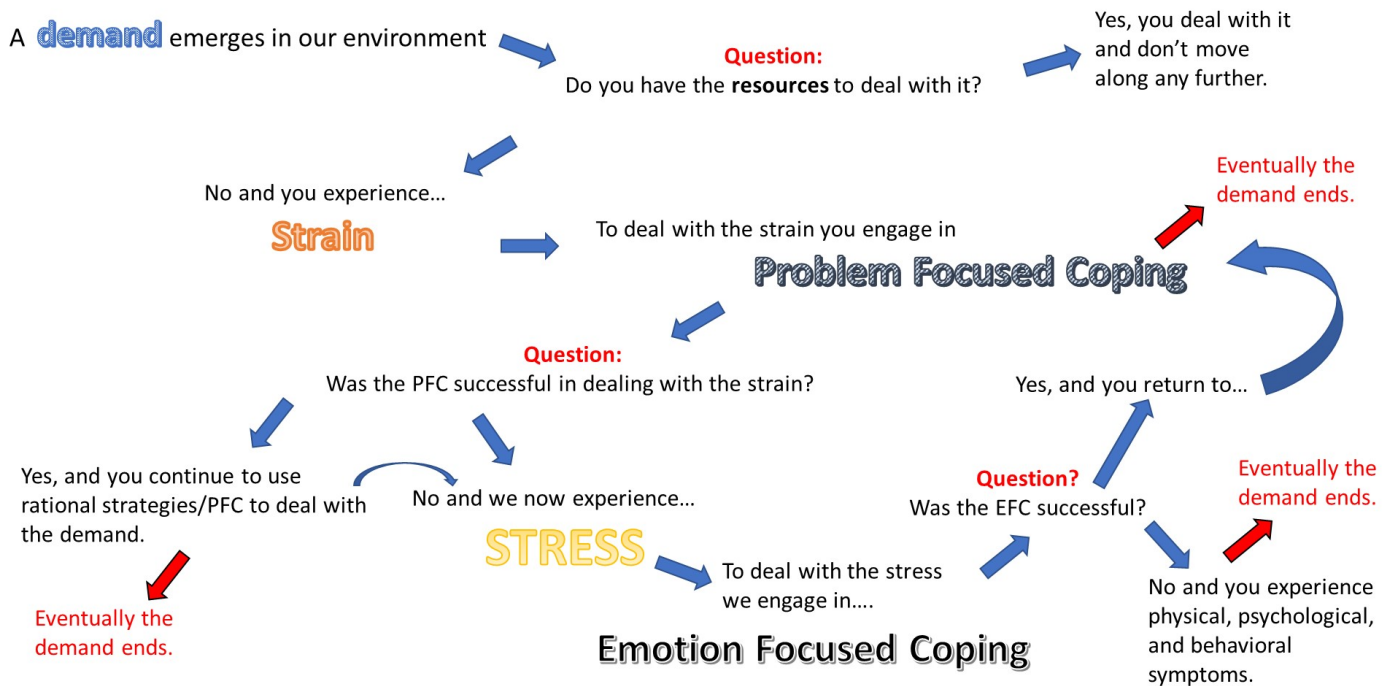 A demand emerges in our environment
Question:
Do you have the resources to deal with it?
Yes, you deal with it
and don't move
along any further.
No and you experience...
Strain
To deal with the strain you engage in
Problem Focused Coping
Eventually the
demand ends.
Question:
Was the PFC successful in dealing with the strain?
Yes, and you continue to use
rational strategies/PFC to deal with
the demand.
Eventually the
demand ends.
No and we now experience...
STRESS
To deal with the stress
we engage in....
Emotion Focused Coping
Question?
Was the EFC successful?
Yes, and you return to...
No and you experience
physical, psychological,
and behavioral
symptoms.
Eventually the
demand ends.